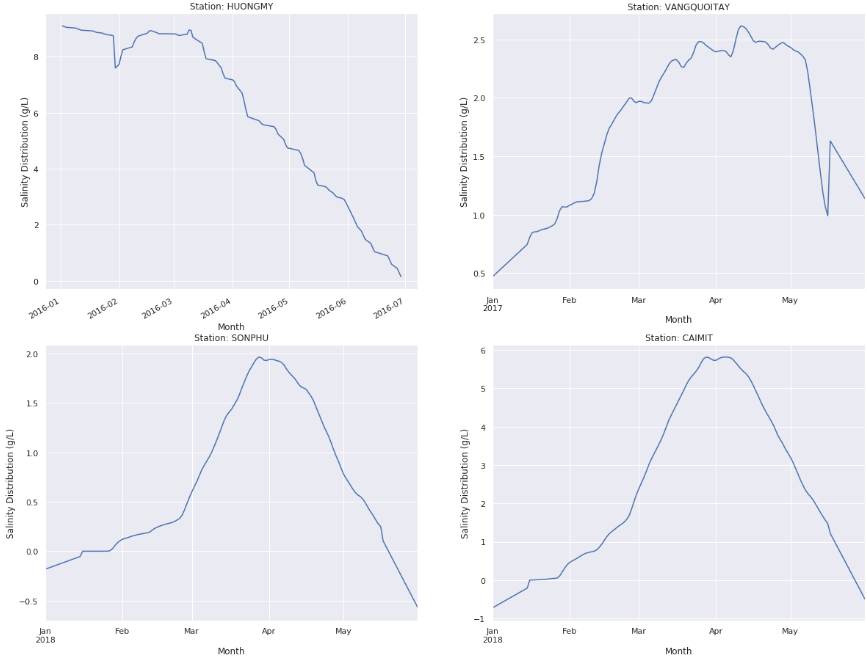 Station: HUONGMY
Salinity Distribution (g/L)
8
6
4
2
0
2016-01
2016-02
2016-03
2016-04
2016-05
2016-06
2016-07
Month
Station: VANGQUOITAY
Salinity Distribution (g/L)
2.5
2.0
1.5
1.0
0.5
Jan
2017
Feb
Mar
Apr
May
Month
Station: SONPHU
Salinity Distribution (g/L)
2.0
1.5
1.0
0.5
0.0
−0.5
Jan
2018
Feb
Mar
Apr
May
Month
Station: CAIMIT
Salinity Distribution (g/L)
6
5
4
3
2
1
0
−1
Jan
2018
Feb
Mar
Apr
May
Month